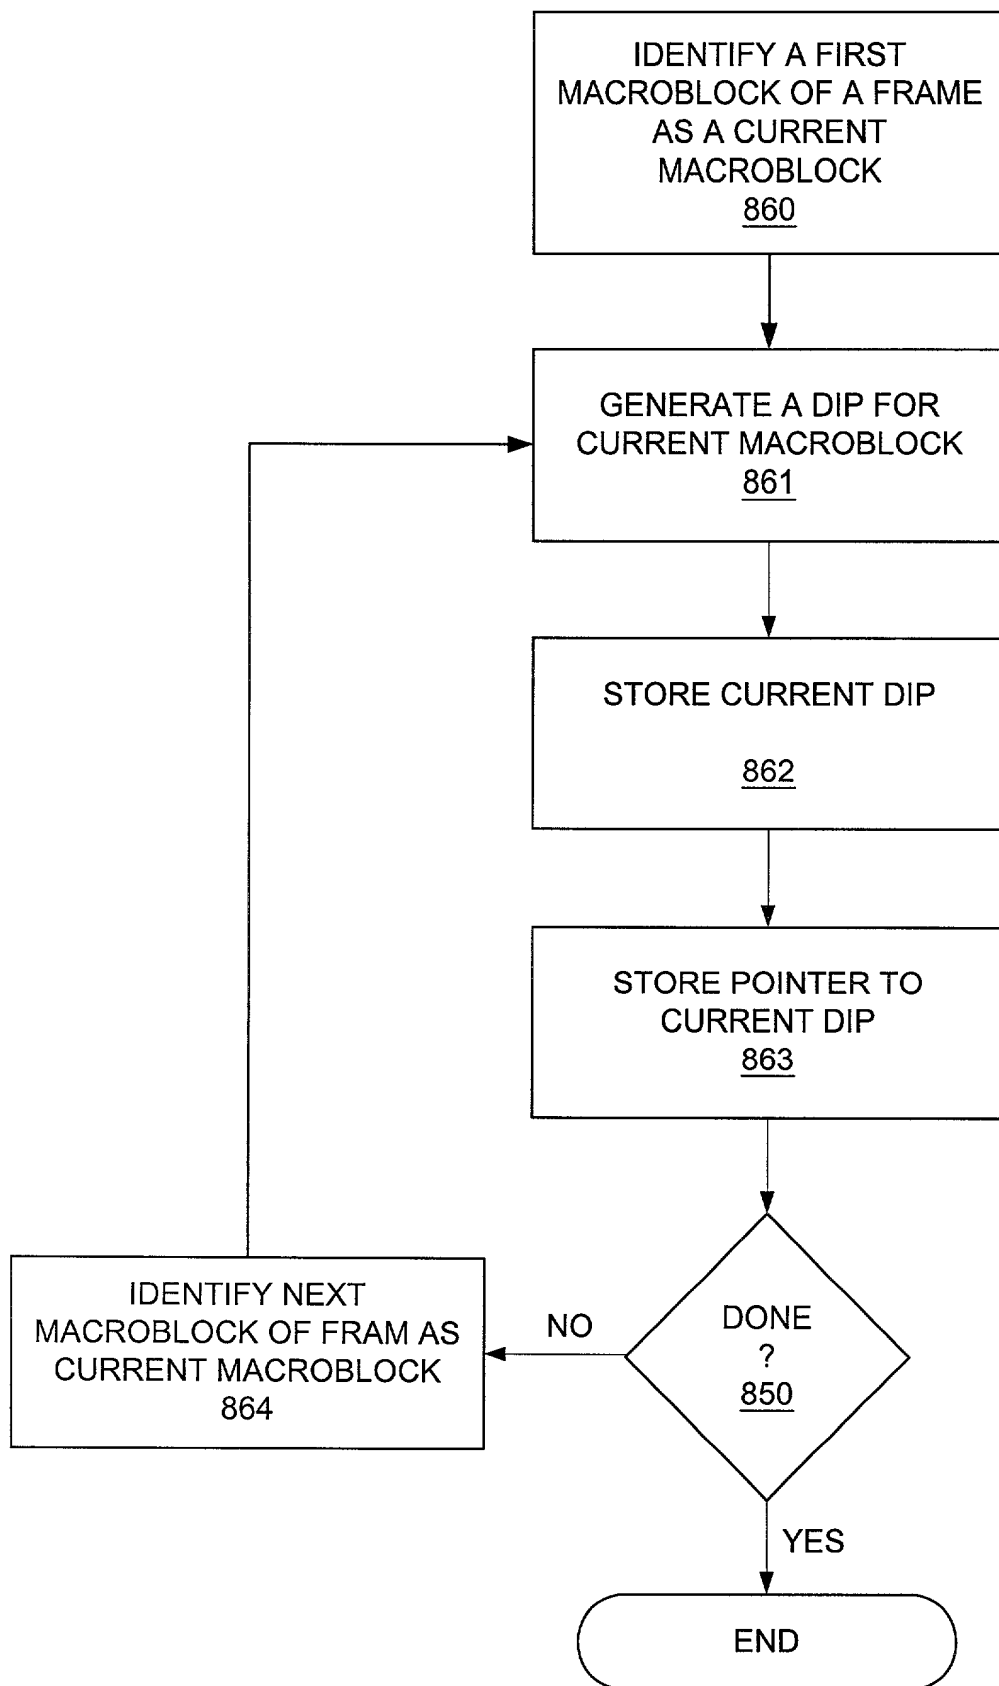 IDENTIFY A FIRST
MACROBLOCK OF A FRAME
AS A CURRENT
MACROBLOCK
860
GENERATE A DIP FOR
CURRENT MACROBLOCK
861
STORE CURRENT DIP
862
STORE POINTER TO
CURRENT DIP
863
DONE
?
850
NO
IDENTIFY NEXT
MACROBLOCK OF FRAM AS
CURRENT MACROBLOCK
864
YES
END